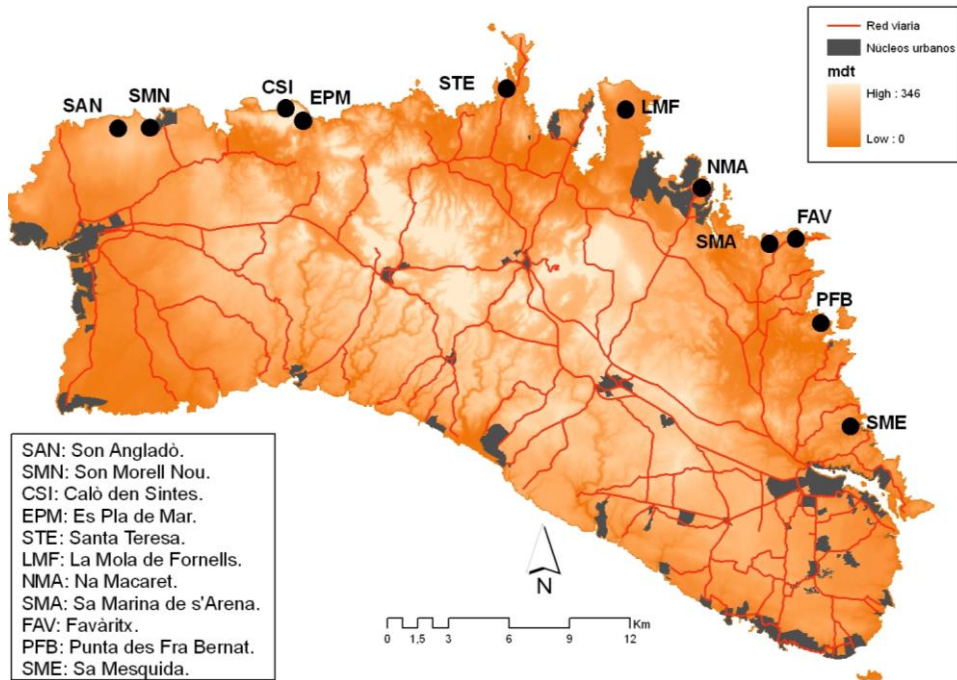 Red viaria
Núcleos urbanos
mdt
High : 346
Low : 0
STE
CSI
EPM
SAN
SMN
LMF
NMA
SMA
FAV
PFB
SME
SAN: Son Angladò.
SMN: Son Morell Nou.
CSI: Calò den Sintes.
EPM: Es Pla de Mar.
STE: Santa Teresa.
LMF: La Mola de Fornells.
NMA: Na Macaret.
SMA: Sa Marina de s'Arena.
FAV: Favàritx.
PFB: Punta des Fra Bernat.
SME: Sa Mesquida.
N
Km
0 1,5 3 6 9 12